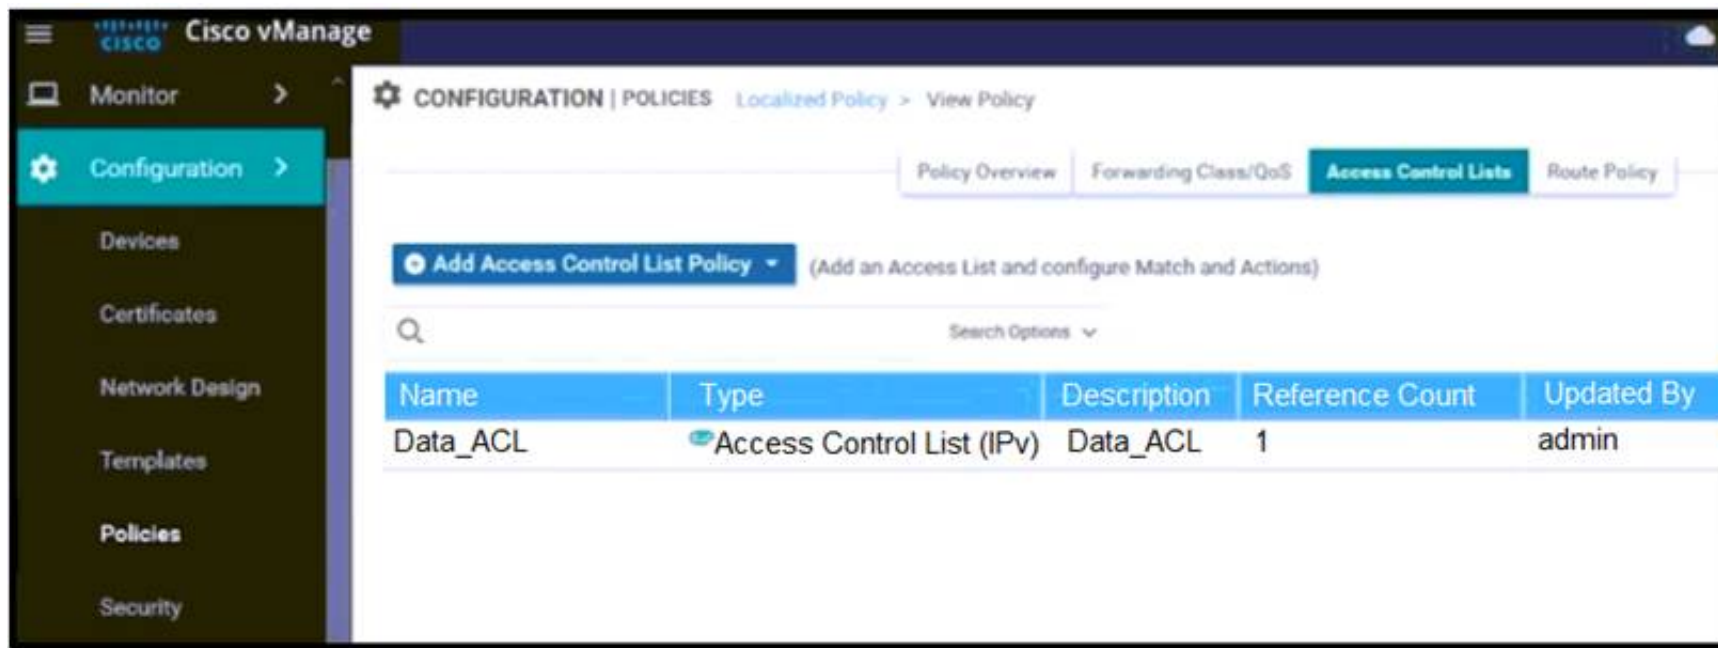 CISCO Cisco vManage
Monitor
CONFIGURATION | POLICIES Localized Policy > View Policy
Configuration
Policy Overview Forwarding Class/QoS Access Control Lists Route Policy
Devices
Add Access Control List Policy (Add an Access List and configure Match and Actions)
Certificates
Search Options
Network Design
Name Type Description Reference Count Updated By
Data_ACL Access Control List (IPv) Data_ACL 1 admin
Templates
Policies
Security